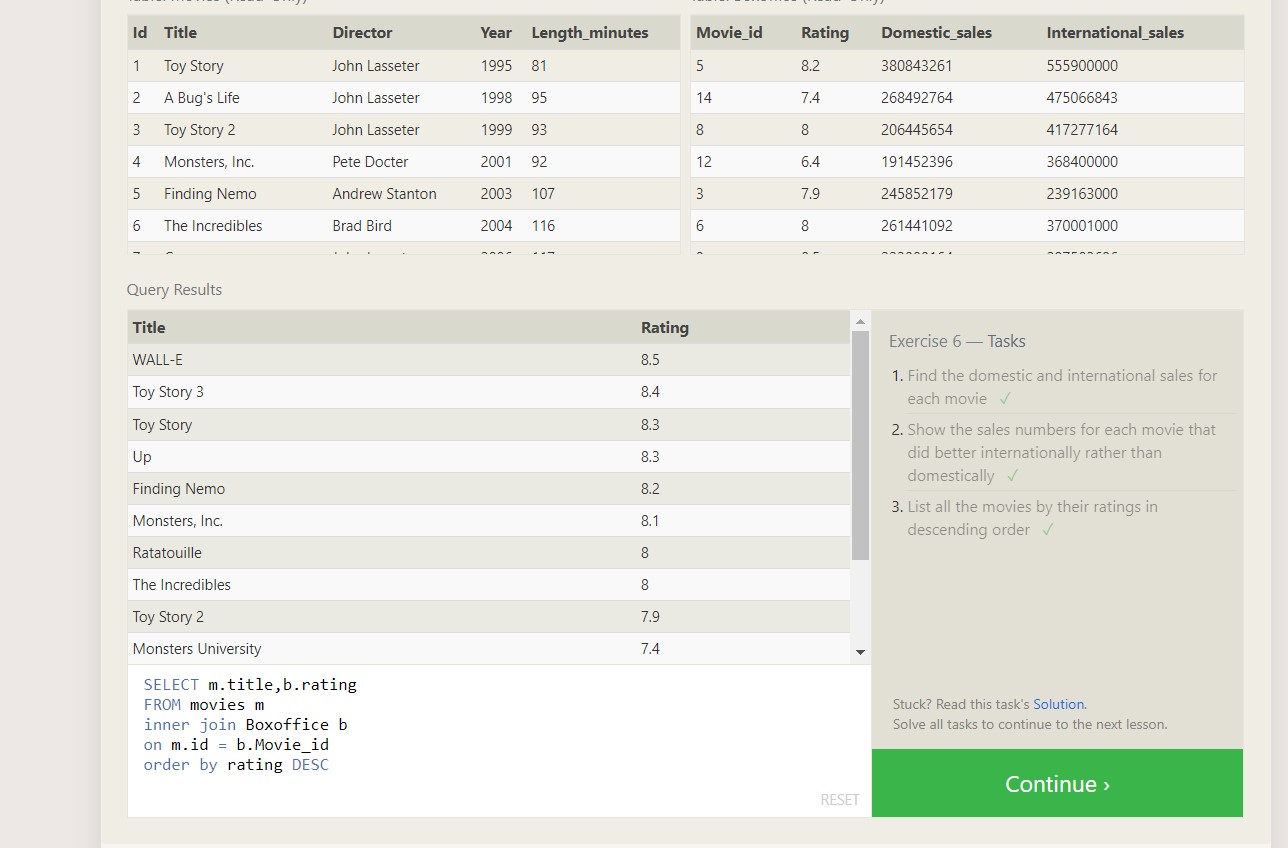 Id Title Director Year Length_minutes
1 Toy Story John Lasseter 1995 81
2 A Bug's Life John Lasseter 1998 95
3 Toy Story 2 John Lasseter 1999 93
4 Monsters, Inc. Pete Docter 2001 92
5 Finding Nemo Andrew Stanton 2003 107
6 The Incredibles Brad Bird 2004 116
Movie_id Rating Domestic_sales International_sales
5 8.2 380843261 555900000
14 7.4 268492764 475066843
8 8 206445654 417277164
12 6.4 191452396 368400000
3 7.9 245852179 239163000
6 8 261441092 370001000
Query Results
Title Rating
WALL-E 8.5
Toy Story 3 8.4
Toy Story 8.3
Up 8.3
Finding Nemo 8.2
Monsters, Inc. 8.1
Ratatouille 8
The Incredibles 8
Toy Story 2 7.9
Monsters University 7.4
SELECT m.title,b.rating
FROM movies m
inner join Boxoffice b
on m.id = b.Movie_id
order by rating DESC
RESET
Exercise 6 — Tasks
1. Find the domestic and international sales for
each movie ✓
2. Show the sales numbers for each movie that
did better internationally rather than
domestically ✓
3. List all the movies by their ratings in
descending order ✓
Stuck? Read this task's Solution.
Solve all tasks to continue to the next lesson.
Continue ›